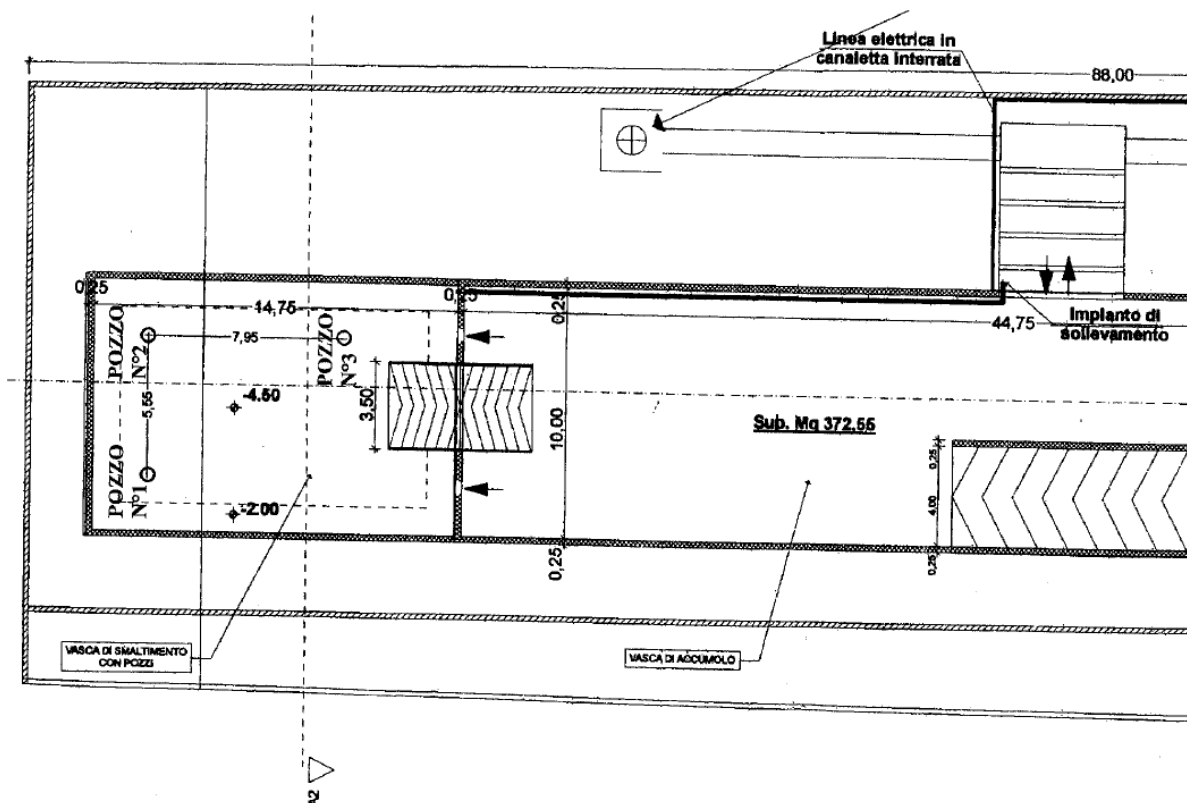 Linea elettrica in
canaletta interrata
88,00
0,25
14,75
0,25
0,25
44,75
Impianto di
sollevamento
POZZO
N°2
7,95
POZZO
N°3
5,55
-4.50
3,50
10,00
Sub. Mq 372,55
0,25
4,00
0,25
POZZO
N°1
-2.00
0,25
VASCA DI SMALTIMENTO
CON POZZI
VASCA DI ACCUMOLO
A2